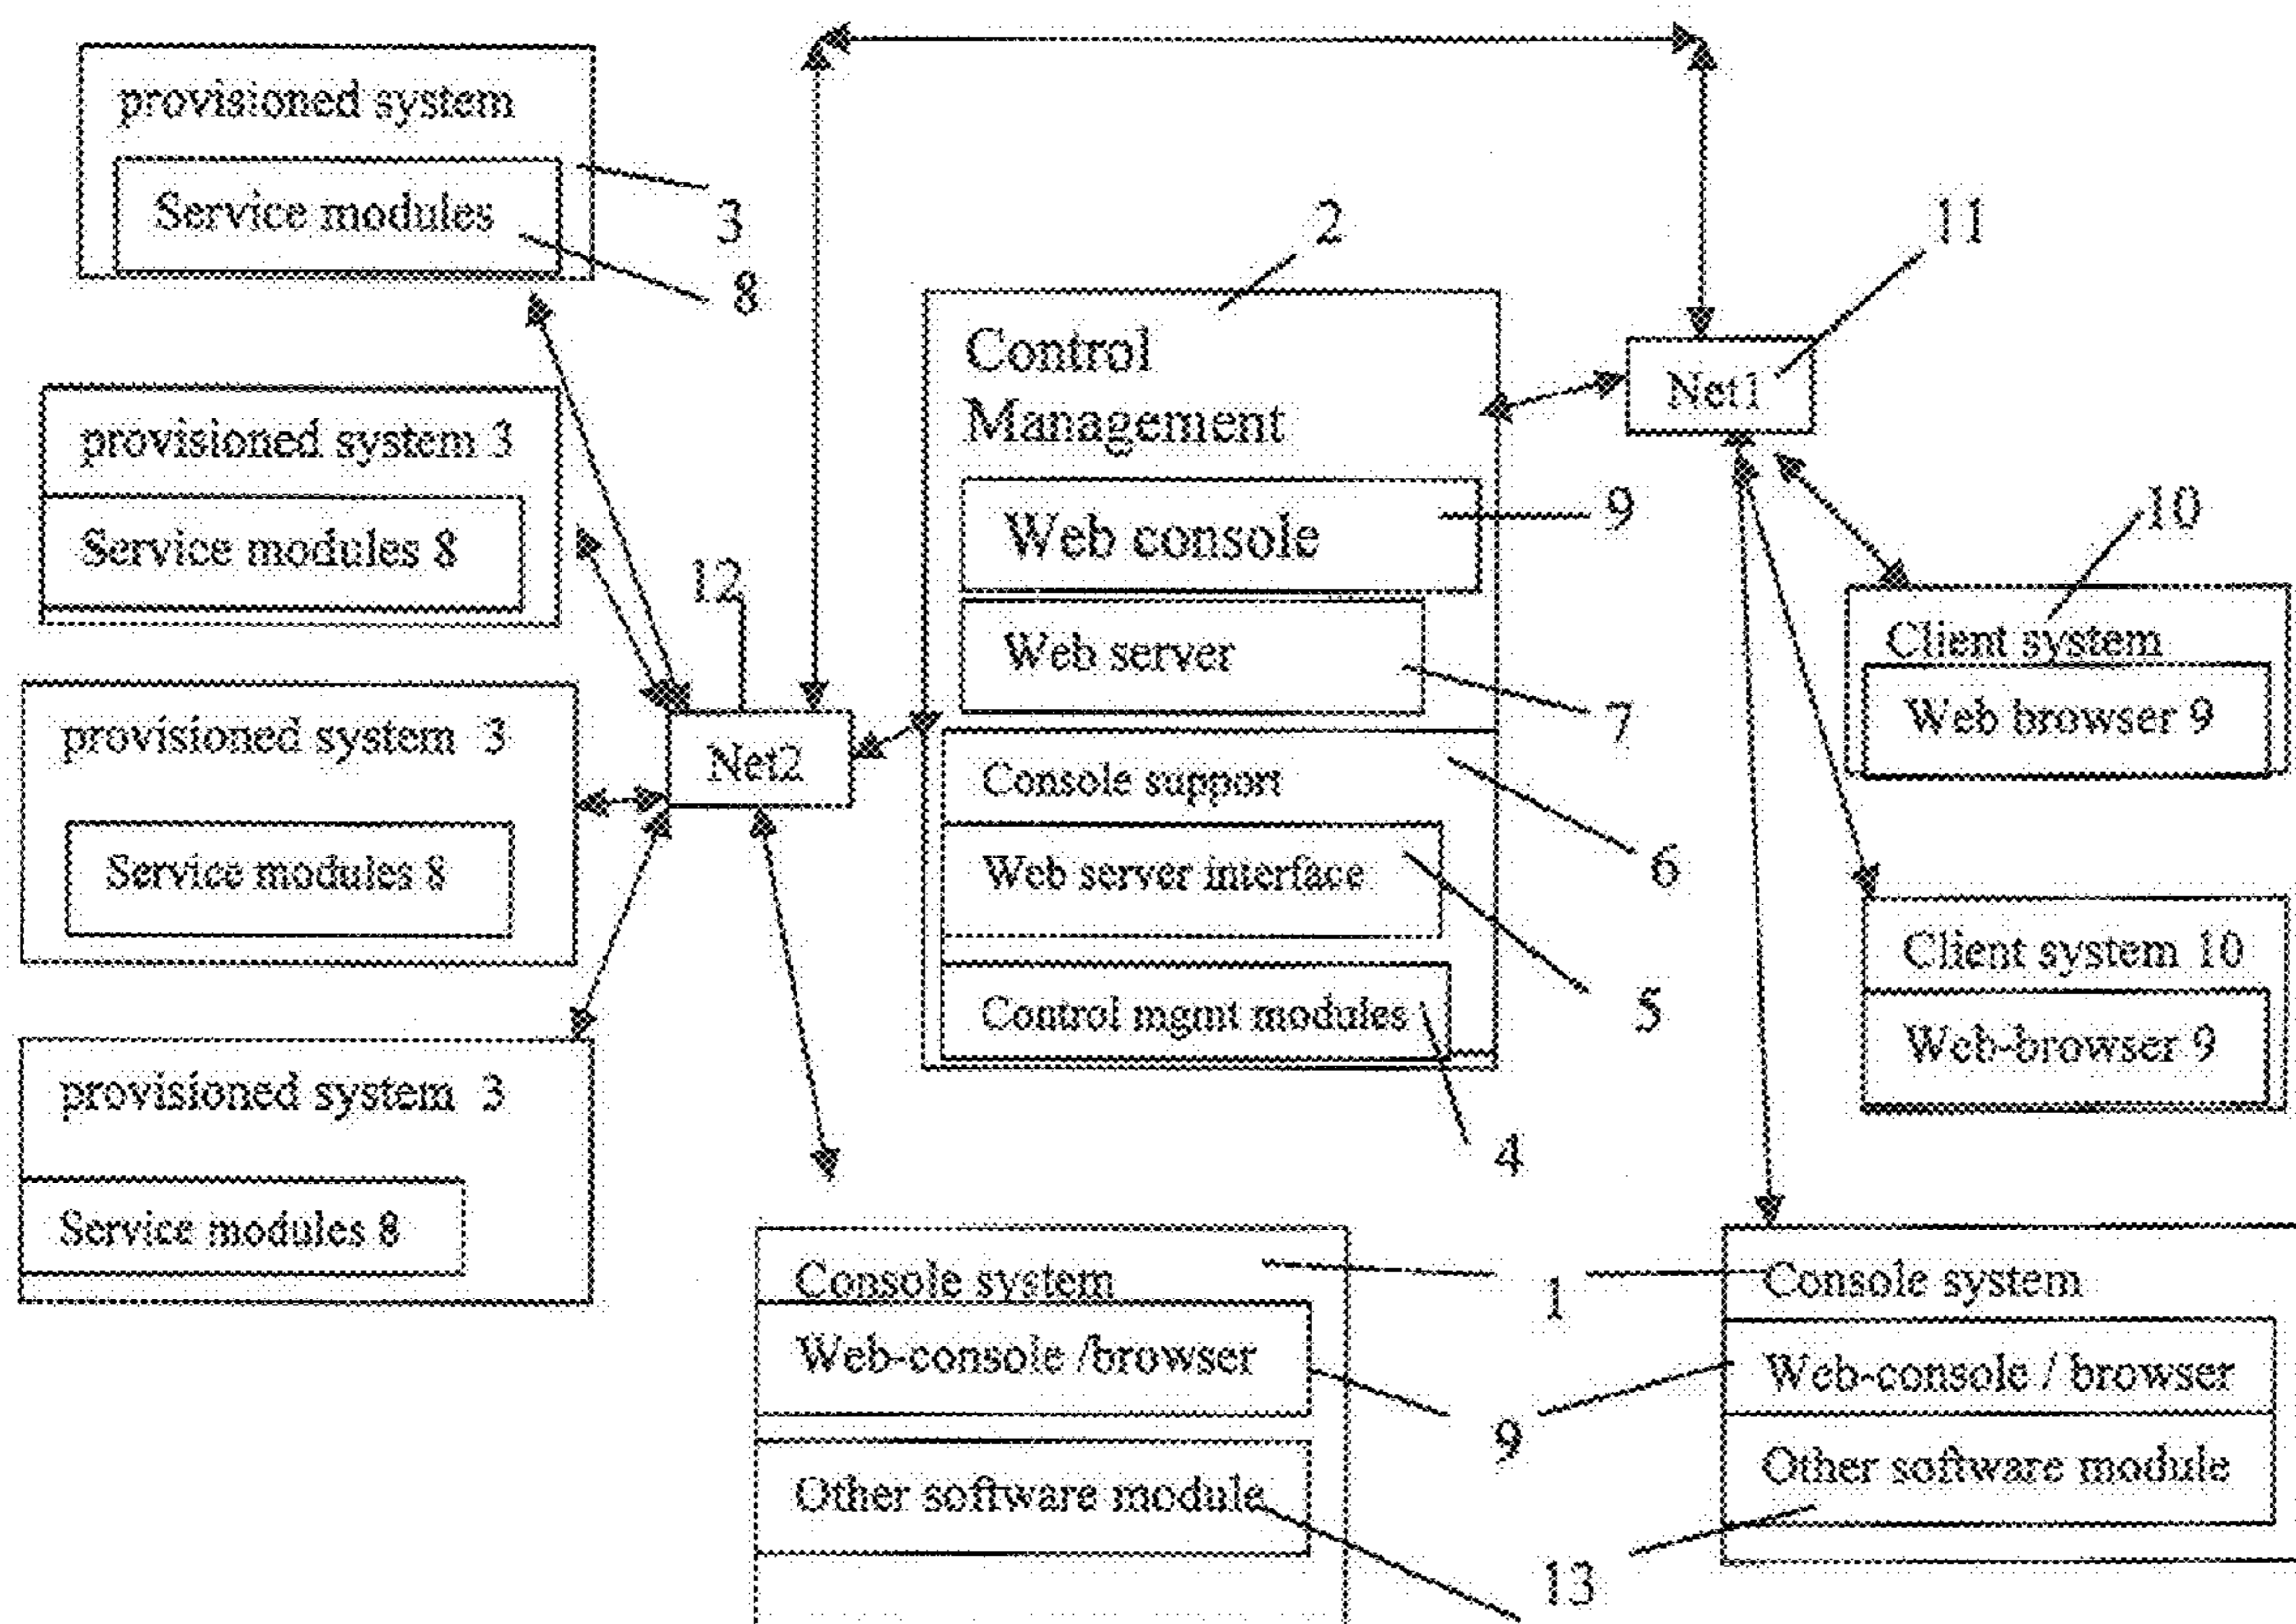 provisioned system
Service modules
3
8
provisioned system 3
Service modules 8
provisioned system 3
Service modules 8
provisioned system 3
Service modules 8
12
Net2
2
Control
Management
Web console
9
Web server
7
Console support
6
Web server interface
5
Control mgmt modules
4
11
Net1
10
Client system
Web browser 9
Client system 10
Web-browser 9
Console system
1
Web-console /browser
9
Other software module
13
Console system
Web-console / browser
Other software module